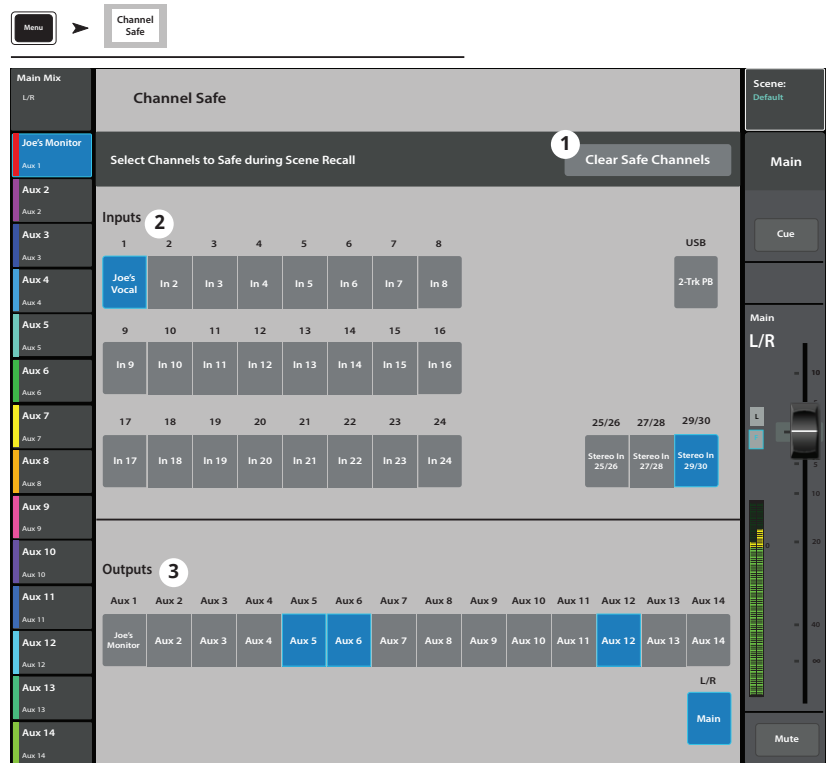 Menu
Channel
Safe
Main Mix
L/R
Channel Safe
Scene:
Default
Joe's Monitor
Aux 1
Select Channels to Safe during Scene Recall
1
Clear Safe Channels
Main
Aux 2
Aux 2
Aux 3
Aux 3
Aux 4
Aux 4
Aux 5
Aux 5
Aux 6
Aux 6
Aux 7
Aux 7
Aux 8
Aux 8
Aux 9
Aux 9
Aux 10
Aux 10
Aux 11
Aux 11
Aux 12
Aux 12
Aux 13
Aux 13
Aux 14
Aux 14
Inputs 2
1 2 3 4 5 6 7 8 USB
Joe's
Vocal
In 2 In 3 In 4 In 5 In 6 In 7 In 8 2-Trk PB
9 10 11 12 13 14 15 16
In 9 In 10 In 11 In 12 In 13 In 14 In 15 In 16
17 18 19 20 21 22 23 24 25/26 27/28 29/30
In 17 In 18 In 19 In 20 In 21 In 22 In 23 In 24
Stereo In
25/26
Stereo In
27/28
Stereo In
29/30
Outputs 3
Aux 1 Aux 2 Aux 3 Aux 4 Aux 5 Aux 6 Aux 7 Aux 8 Aux 9 Aux 10 Aux 11 Aux 12 Aux 13 Aux 14
Joe's
Monitor
Aux 2 Aux 3 Aux 4 Aux 5 Aux 6 Aux 7 Aux 8 Aux 9 Aux 10 Aux 11 Aux 12 Aux 13 Aux 14
L/R
Main
Cue
Main
L/R
10
L
5
10
20
0
40
∞
Mute